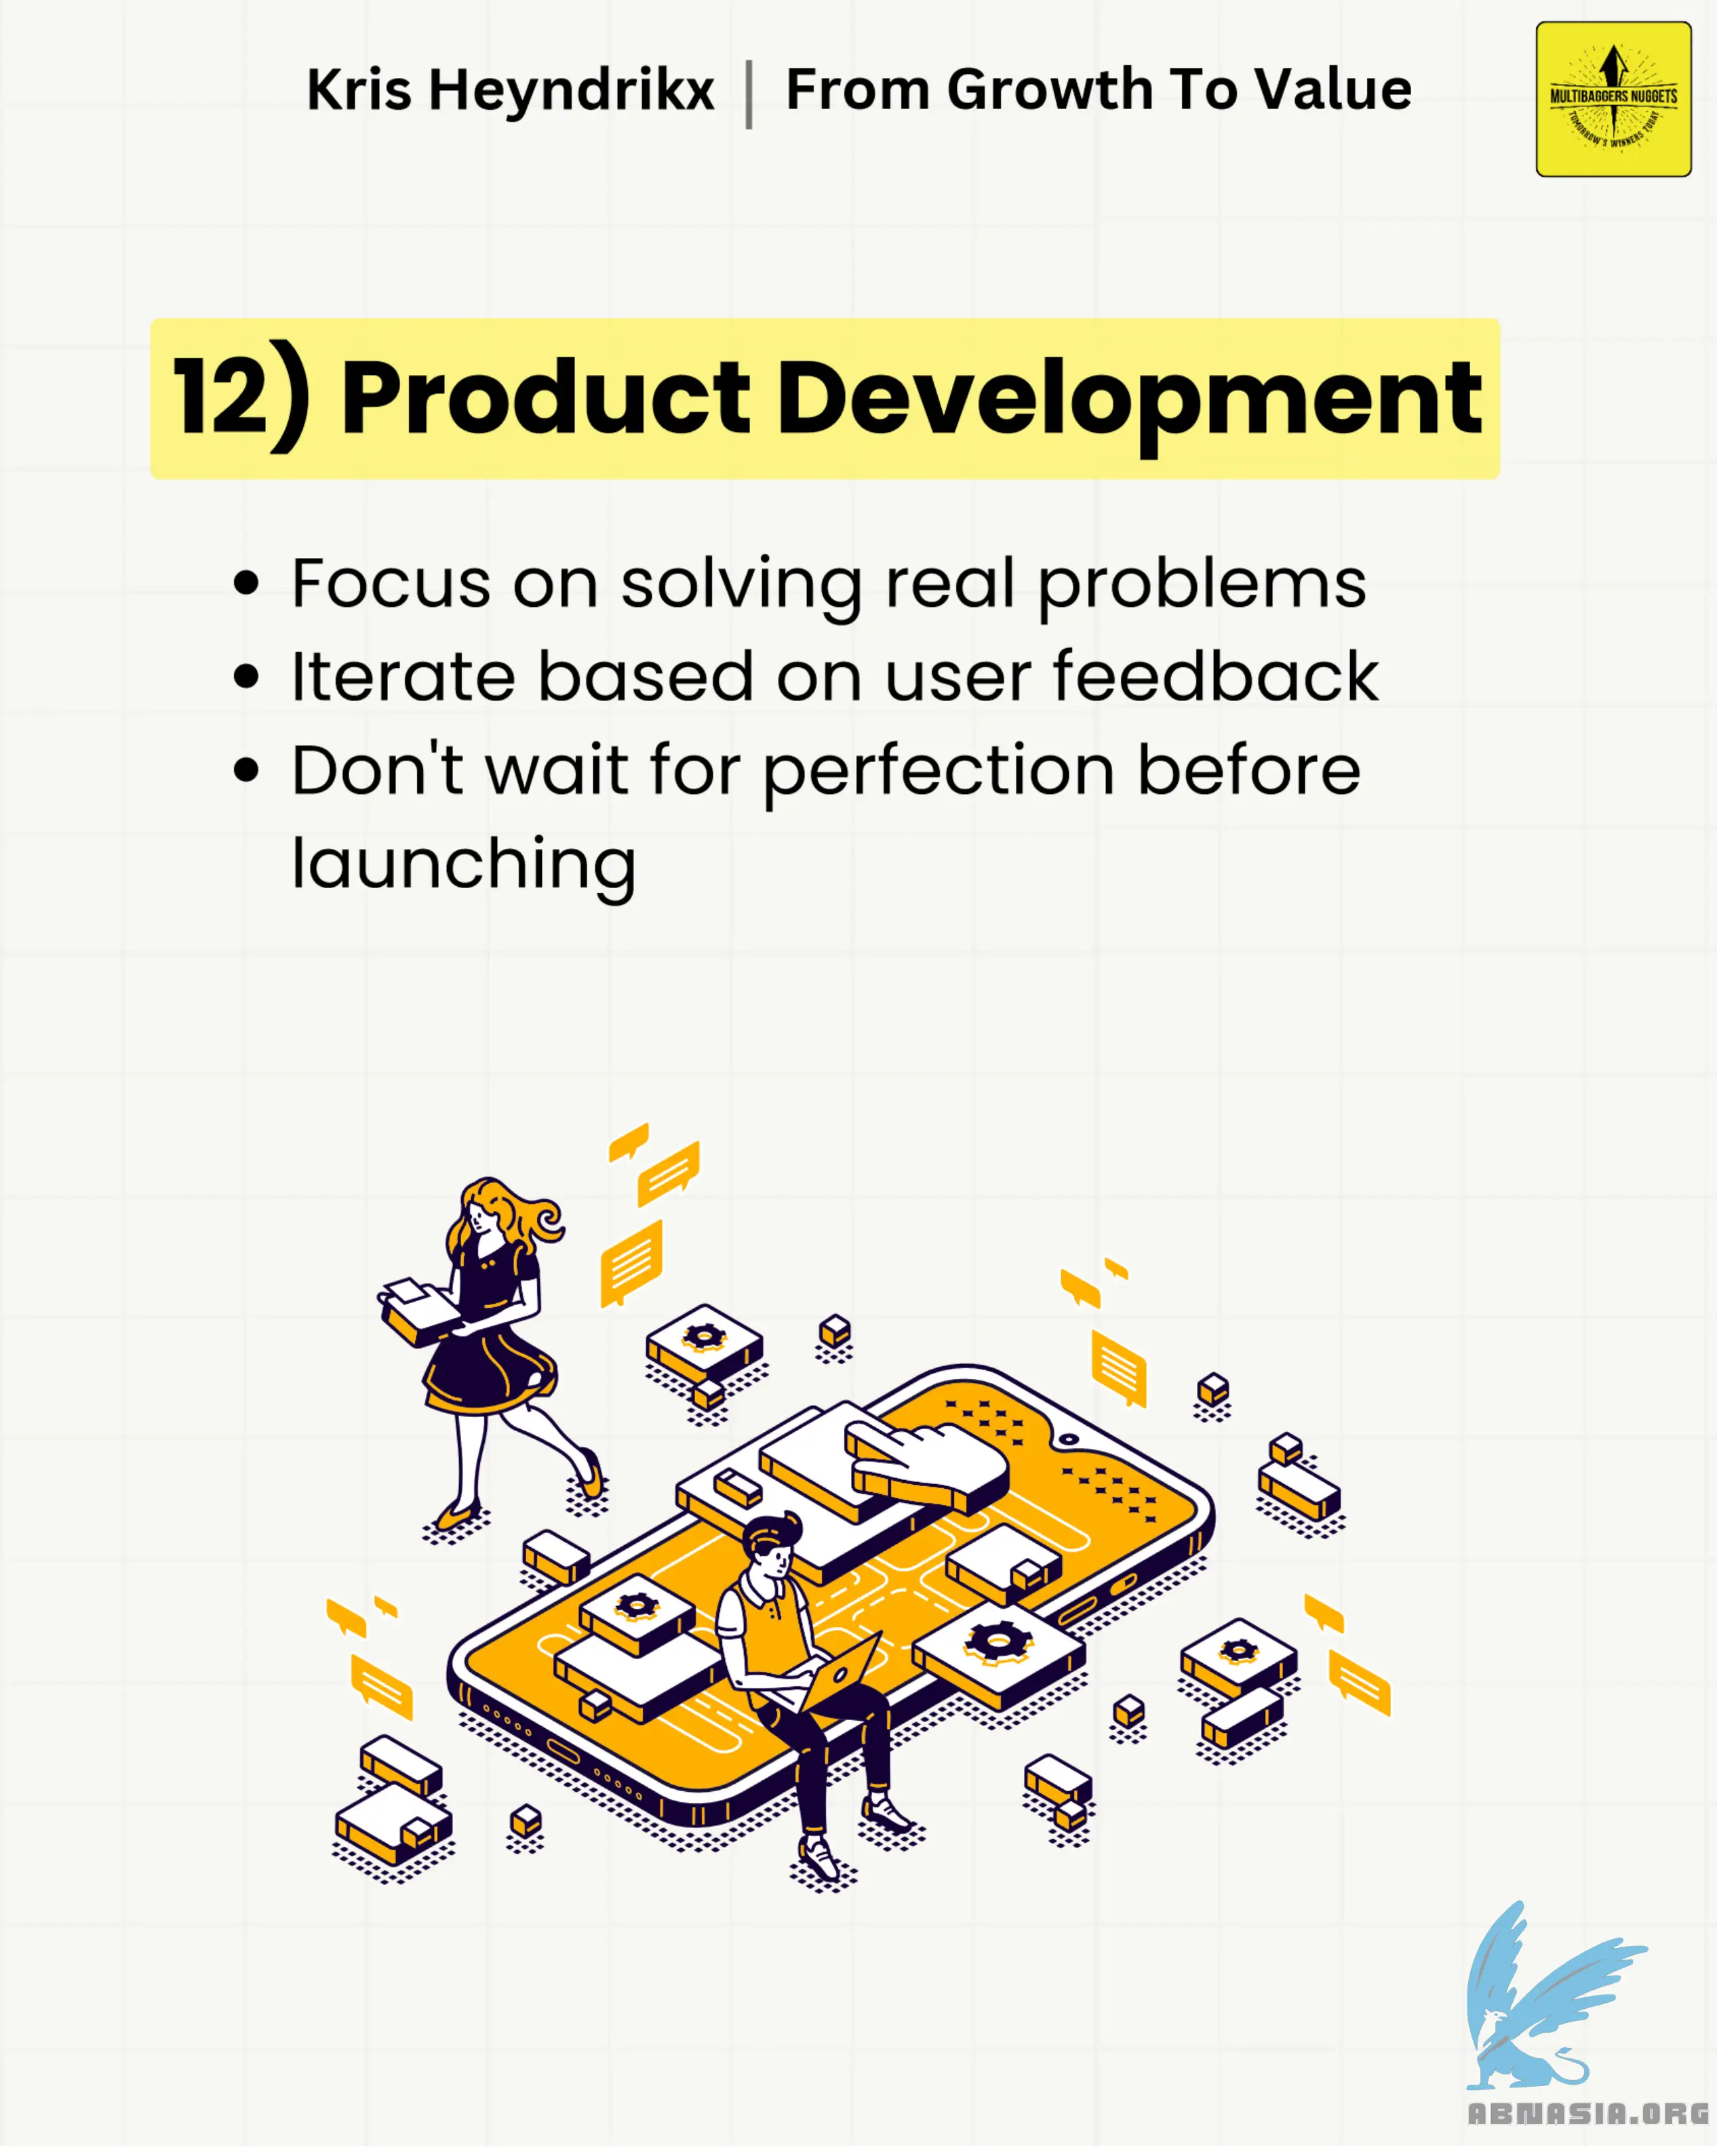 Kris Heyndrikx | From Growth To Value
MULTIBAGGERS NUGGETS
TOMORROW'S WINNERS TODAY
12) Product Development
• Focus on solving real problems
• Iterate based on user feedback
• Don't wait for perfection before
launching
ABNASIA.ORG